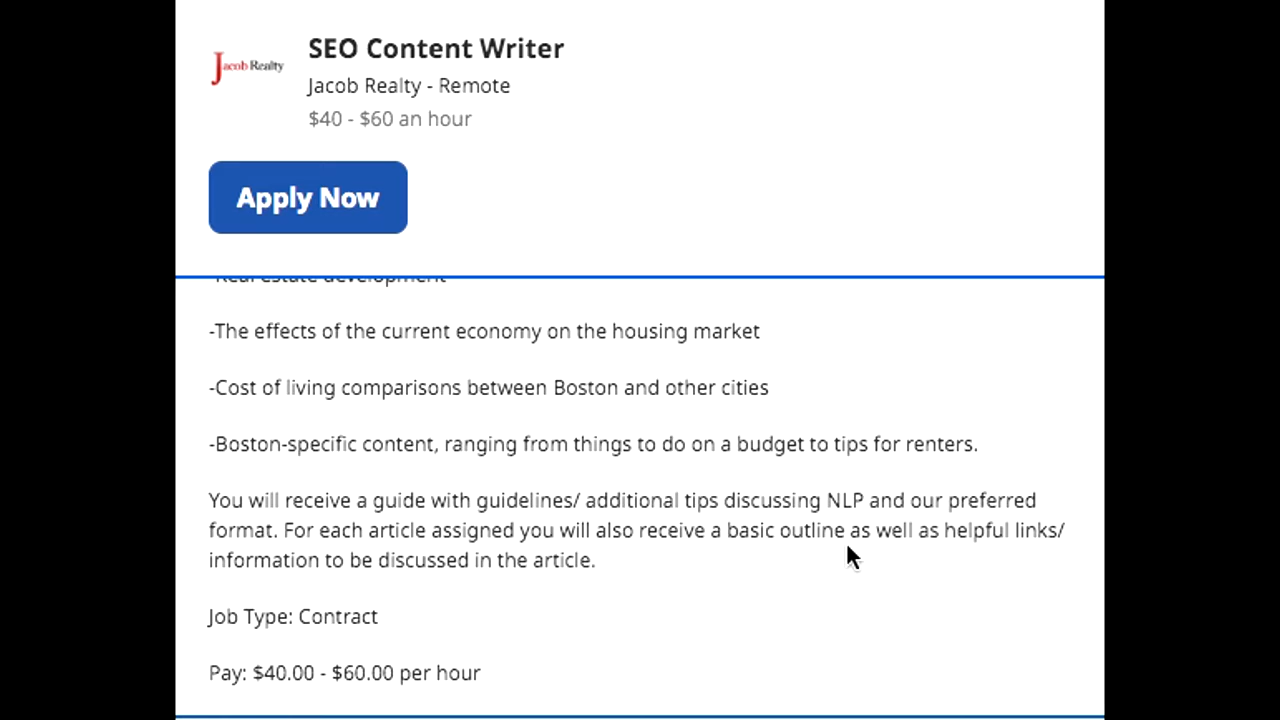 Jacob Realty
SEO Content Writer
Jacob Realty - Remote
$40 - $60 an hour
Apply Now
-Real estate development
-The effects of the current economy on the housing market
-Cost of living comparisons between Boston and other cities
-Boston-specific content, ranging from things to do on a budget to tips for renters.
You will receive a guide with guidelines/ additional tips discussing NLP and our preferred
format. For each article assigned you will also receive a basic outline as well as helpful links/
information to be discussed in the article.
Job Type: Contract
Pay: $40.00 - $60.00 per hour